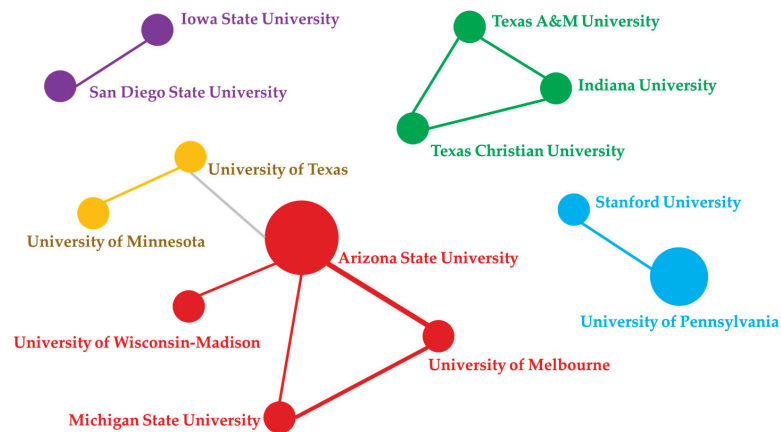 Iowa State University
Texas A&M University
San Diego State University
Indiana University
Texas Christian University
University of Texas
Stanford University
University of Minnesota
Arizona State University
University of Pennsylvania
University of Wisconsin-Madison
University of Melbourne
Michigan State University